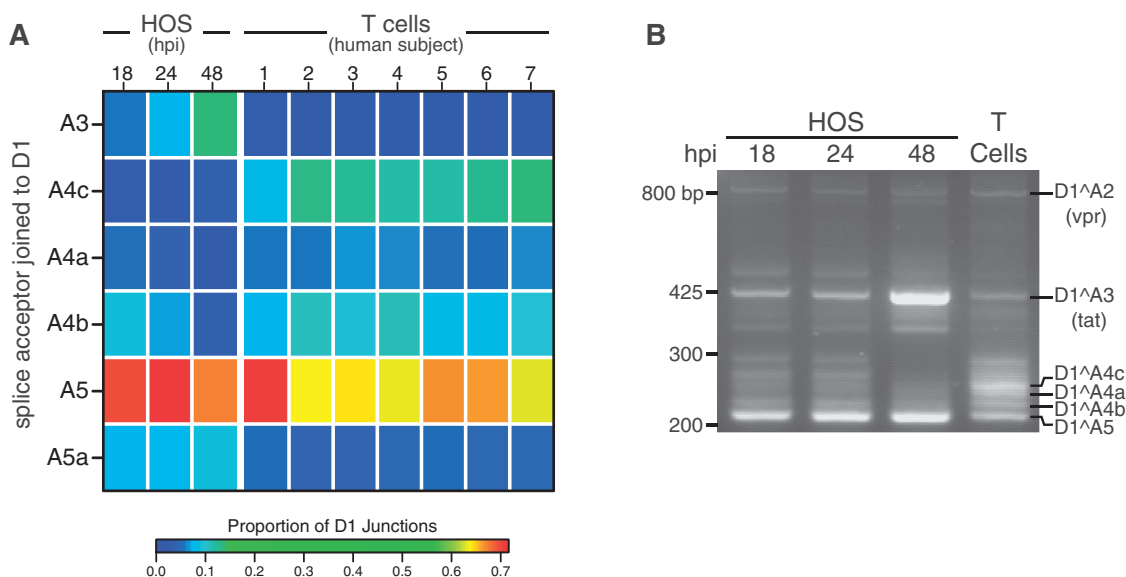 A
HOS
(hpi)
T cells
(human subject)
18 24 48 1 2 3 4 5 6 7
splice acceptor joined to D1
A3
A4c
A4a
A4b
A5
A5a
Proportion of D1 Junctions
0.0 0.1 0.2 0.3 0.4 0.5 0.6 0.7
B
HOS
T
Cells
hpi 18 24 48
800 bp
425
300
200
D1^A2
(vpr)
D1^A3
(tat)
D1^A4c
D1^A4a
D1^A4b
D1^A5